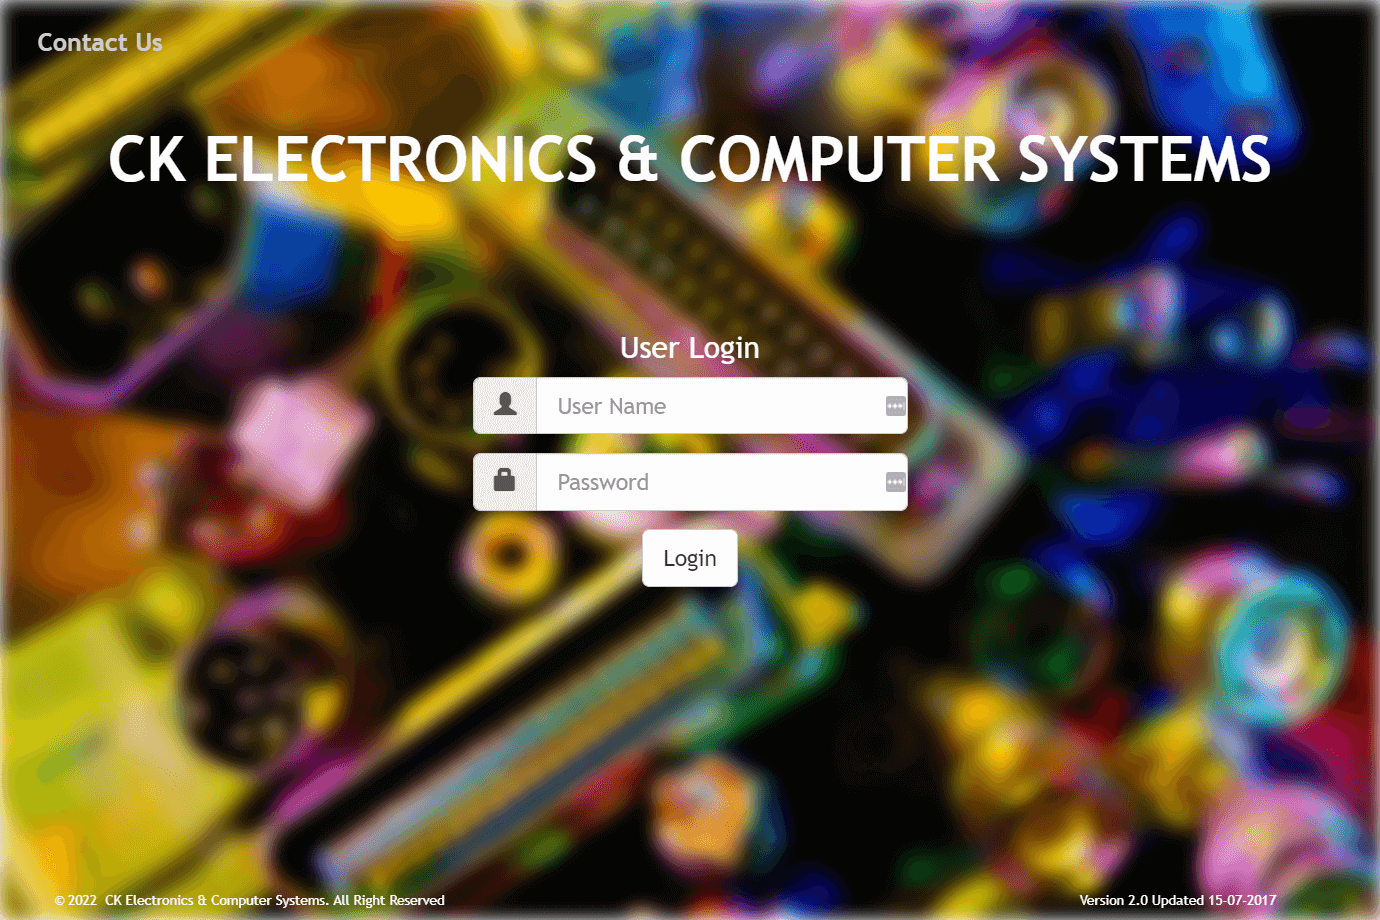 Contact Us
CK ELECTRONICS & COMPUTER SYSTEMS
User Login
User Name
Password
Login
© 2022 CK Electronics & Computer Systems. All Right Reserved
Version 2.0 Updated 15-07-2017